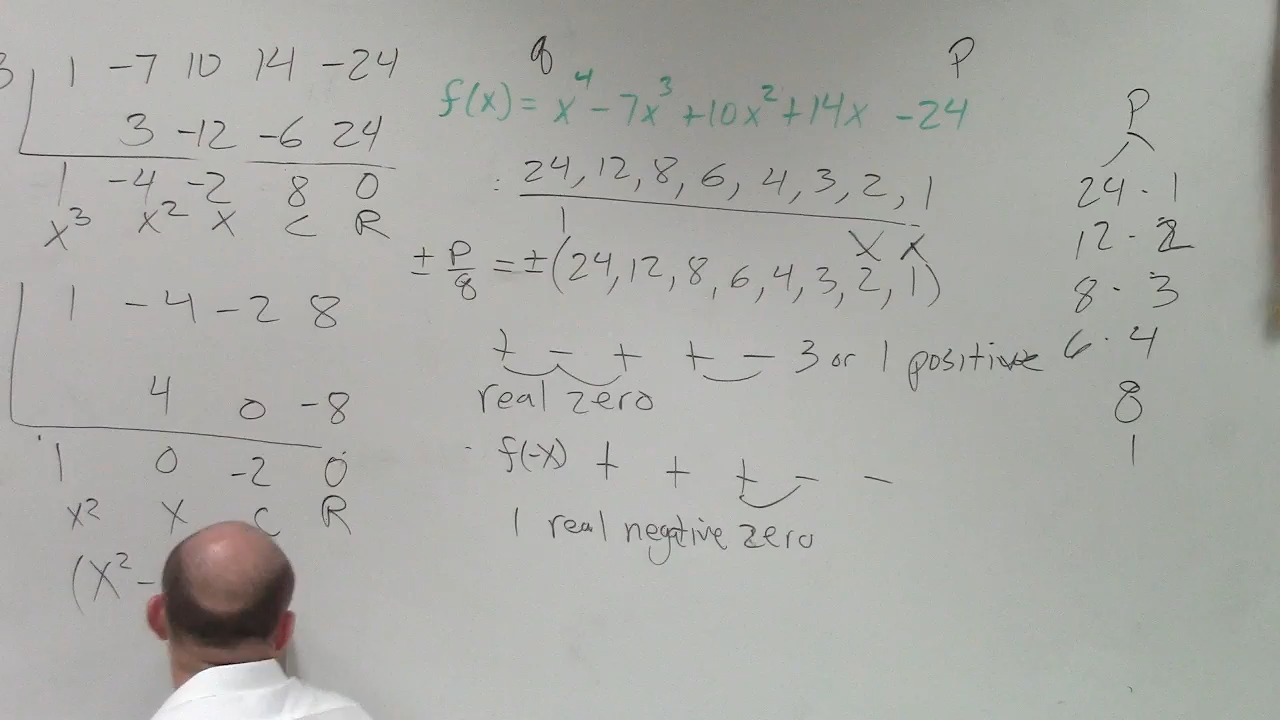 3 1 -7 10 14 -24
3 -12 -6 24
1 -4 -2 8 0
x³ x² x C R
1 -4 -2 8
4 0 -8
1 0 -2 0
x² x C R
(x² -
q P
f(x) = x⁴ - 7x³ + 10x² + 14x - 24
: 24, 12, 8, 6, 4, 3, 2, 1
1
X X
± P/q = ±(24, 12, 8, 6, 4, 3, 2, 1)
+ - + + - 3 or 1 positive
real zero
f(-x) + + + - -
1 real negative zero
P
24 · 1
12 · 2
8 · 3
6 · 4
8
1